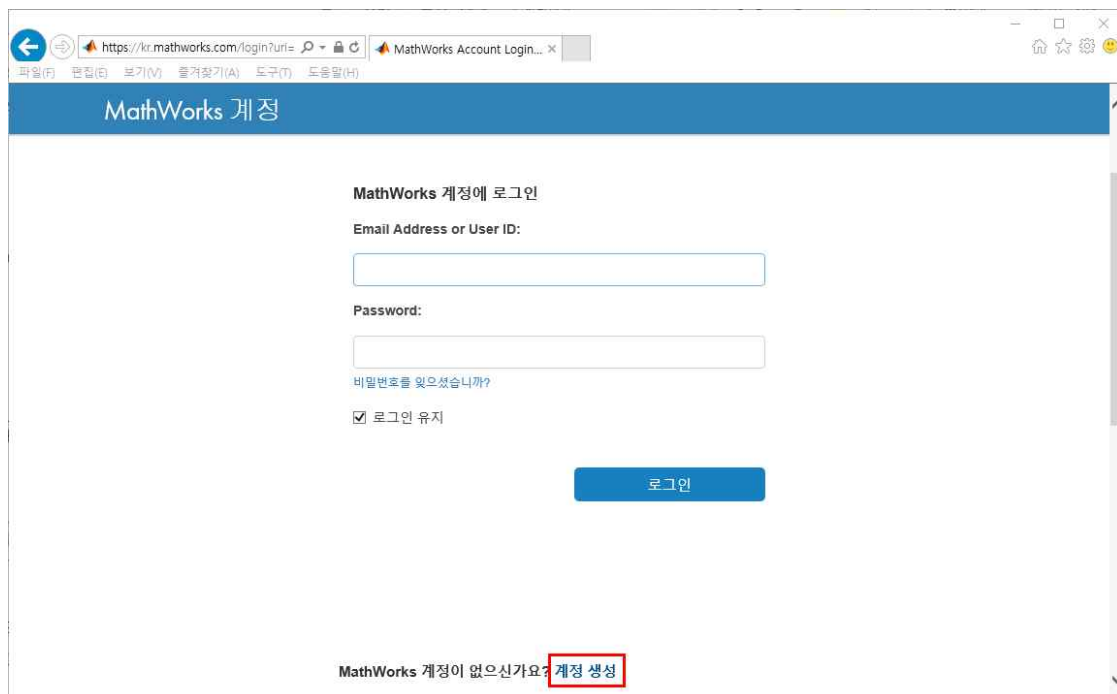 https://kr.mathworks.com/login?uri=
MathWorks Account Login...
파일(F) 편집(E) 보기(V) 즐겨찾기(A) 도구(T) 도움말(H)
MathWorks 계정
MathWorks 계정에 로그인
Email Address or User ID:
Password:
비밀번호를 잊으셨습니까?
로그인 유지
로그인
MathWorks 계정이 없으신가요? 계정 생성